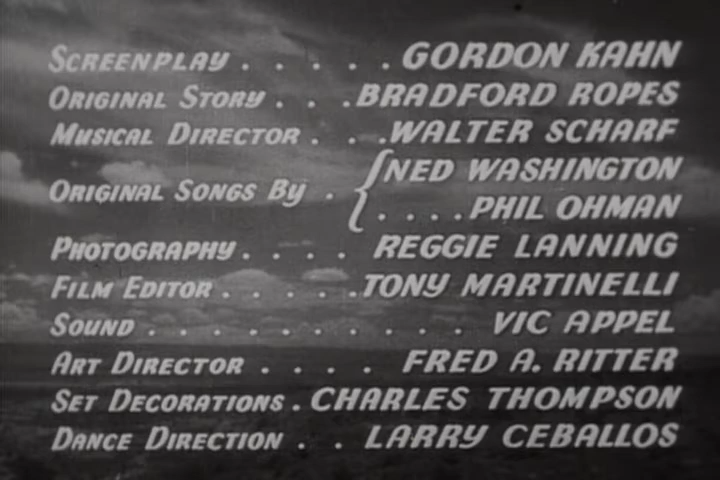 SCREENPLAY . . . . . GORDON KAHN
ORIGINAL STORY . . . BRADFORD ROPES
MUSICAL DIRECTOR . . . WALTER SCHARF
ORIGINAL SONGS BY . { NED WASHINGTON
. . . . PHIL OHMAN
PHOTOGRAPHY . . . . REGGIE LANNING
FILM EDITOR . . . . . TONY MARTINELLI
SOUND . . . . . . . . . . . VIC APPEL
ART DIRECTOR . . . . FRED A. RITTER
SET DECORATIONS . CHARLES THOMPSON
DANCE DIRECTION . . LARRY CEBALLOS